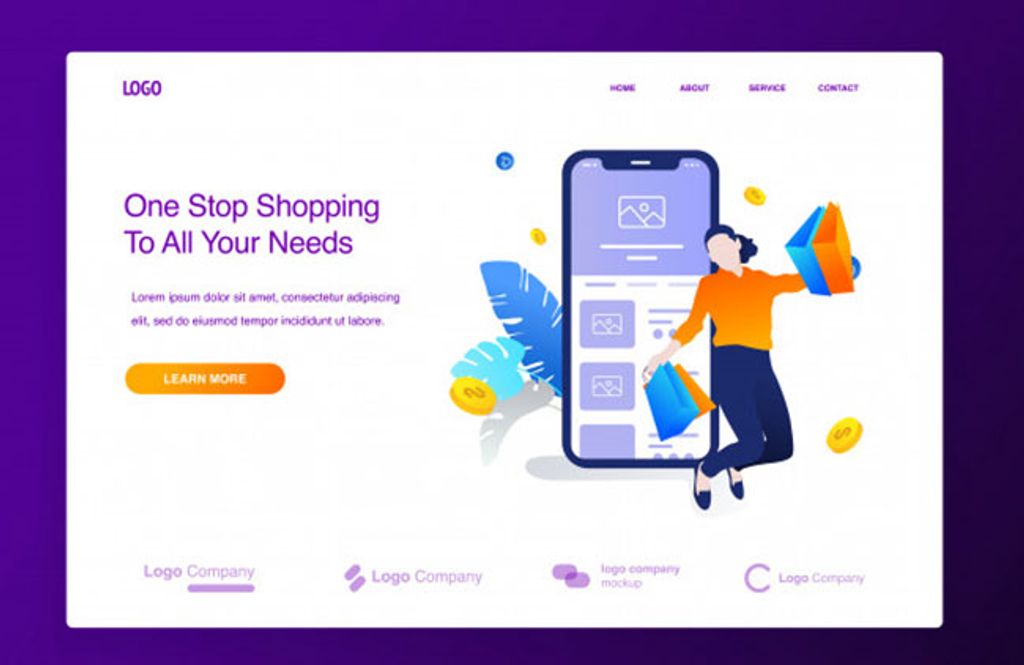 LOGO
HOME ABOUT SERVICE CONTACT
One Stop Shopping
To All Your Needs
Lorem ipsum dolor sit amet, consectetur adipiscing
elit, sed do eiusmod tempor incididunt ut labore.
LEARN MORE
Logo Company
Logo Company
logo company
mockup
Logo Company